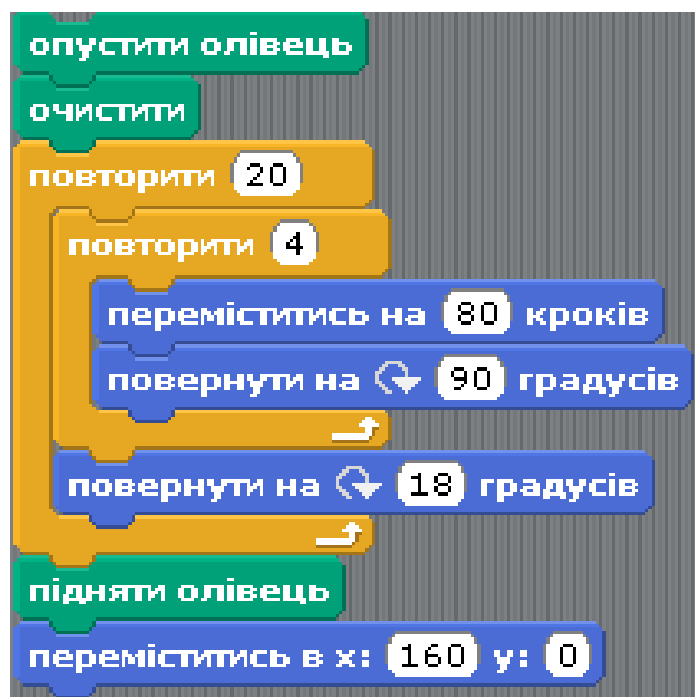 опустити олівець
очистити
повторити 20
повторити 4
переміститись на 80 кроків
повернути на 90 градусів
повернути на 18 градусів
підняти олівець
переміститись в x: 160 y: 0